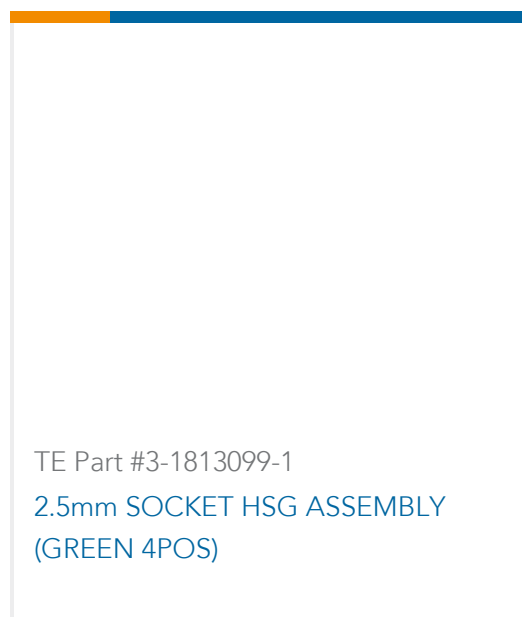 TE Part #3-1813099-1
2.5mm SOCKET HSG ASSEMBLY
(GREEN 4POS)